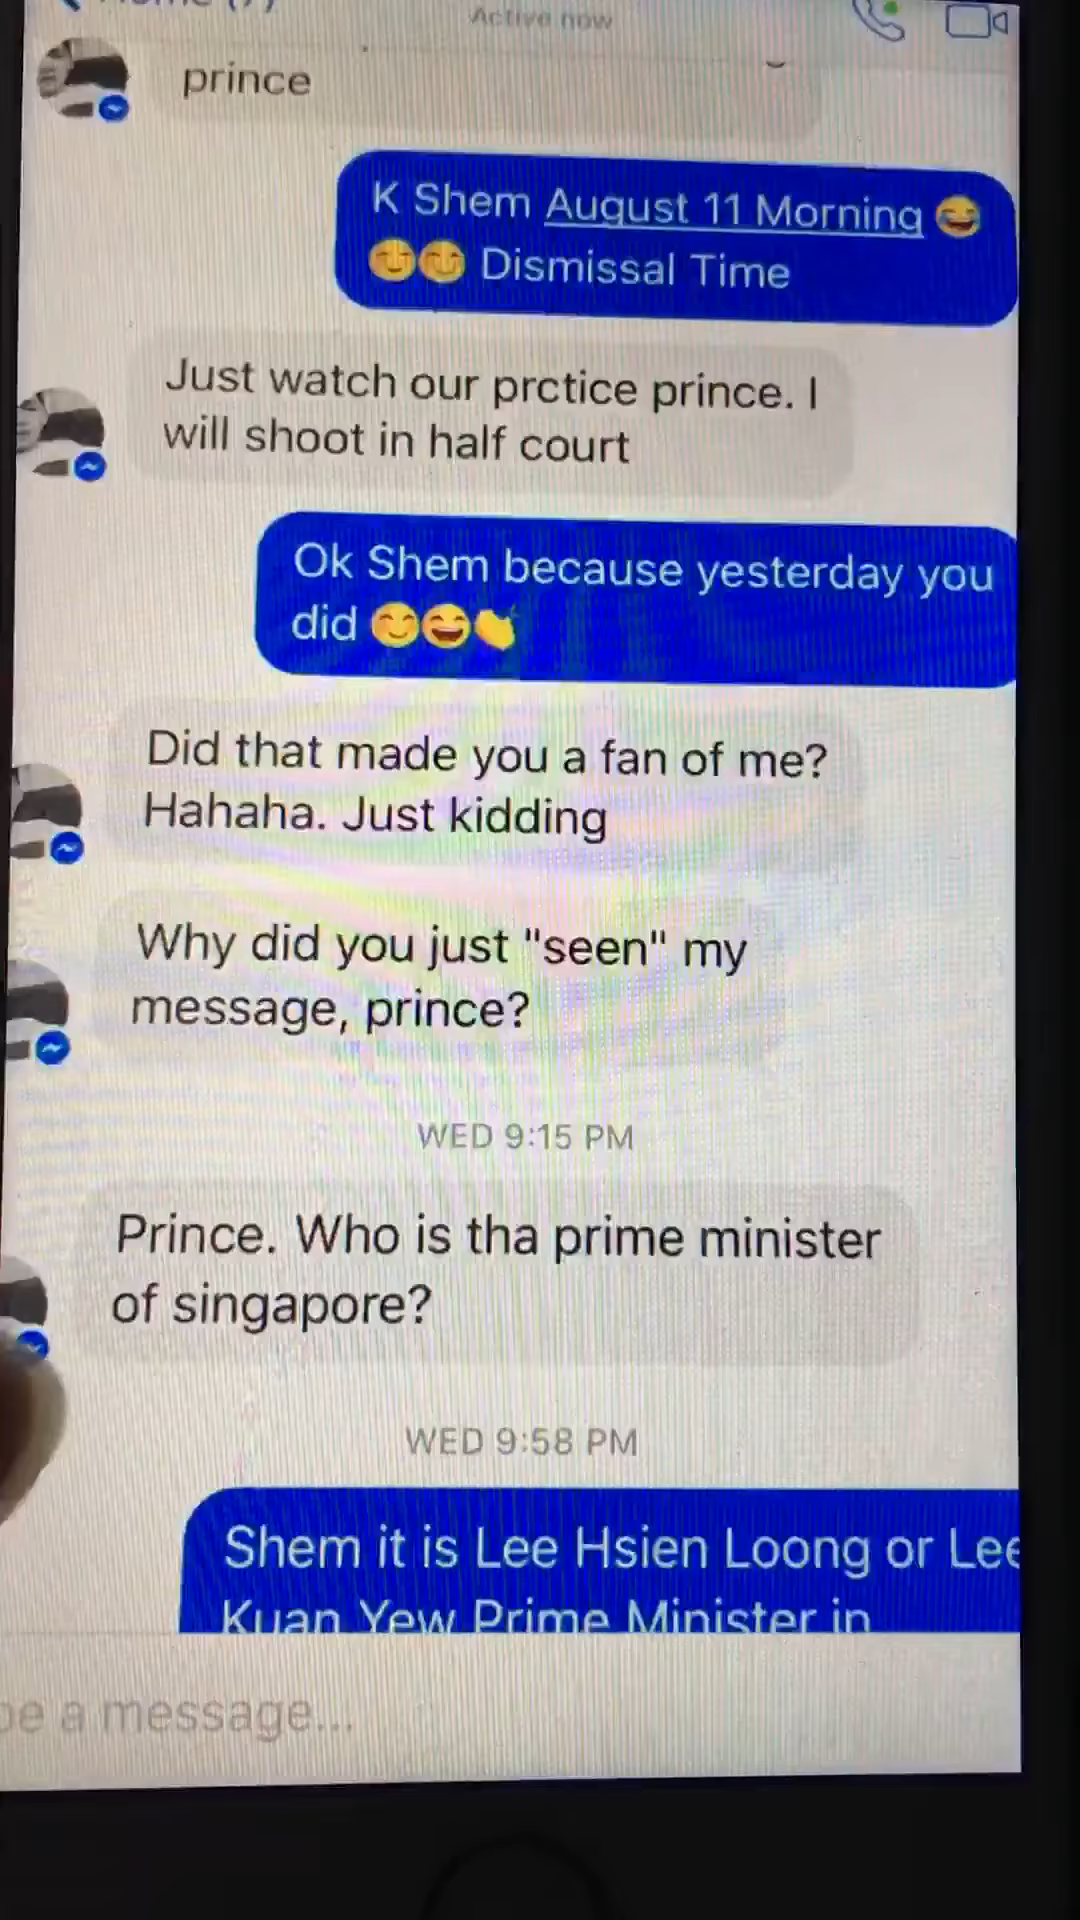 Active now
prince
K Shem August 11 Morning 😂
😊😊 Dismissal Time
Just watch our prctice prince. I
will shoot in half court
Ok Shem because yesterday you
did 😊😄👏
Did that made you a fan of me?
Hahaha. Just kidding
Why did you just "seen" my
message, prince?
WED 9:15 PM
Prince. Who is tha prime minister
of singapore?
WED 9:58 PM
Shem it is Lee Hsien Loong or Lee
Kuan Yew Prime Minister in
a message...